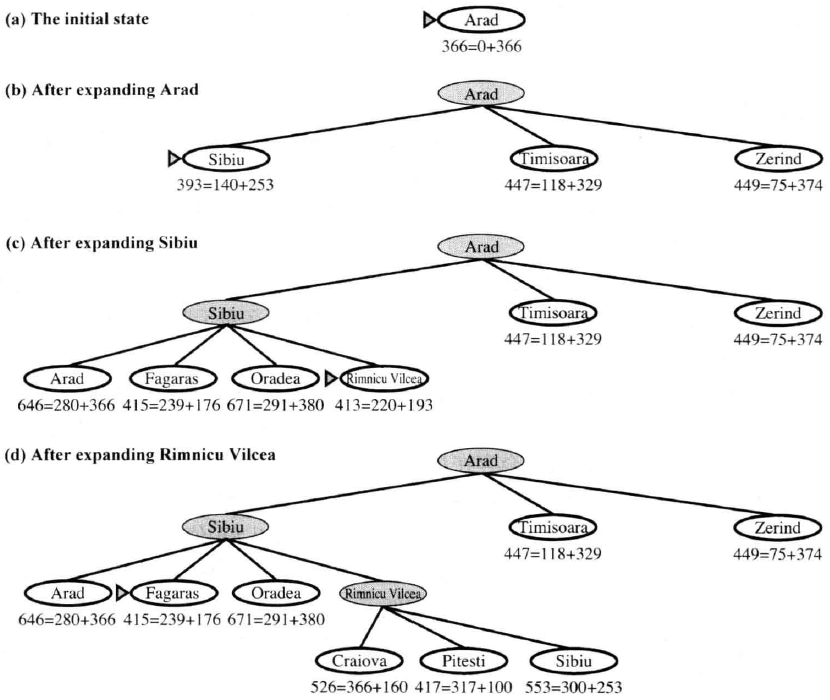 (a) The initial state
Arad
366=0+366
(b) After expanding Arad
Arad
Sibiu Timisoara Zerind
393=140+253 447=118+329 449=75+374
(c) After expanding Sibiu
Arad
Sibiu Timisoara Zerind
447=118+329 449=75+374
Arad Fagaras Oradea Rimnicu Vilcea
646=280+366 415=239+176 671=291+380 413=220+193
(d) After expanding Rimnicu Vilcea
Arad
Sibiu Timisoara Zerind
447=118+329 449=75+374
Arad Fagaras Oradea Rimnicu Vilcea
646=280+366 415=239+176 671=291+380
Craiova Pitesti Sibiu
526=366+160 417=317+100 553=300+253